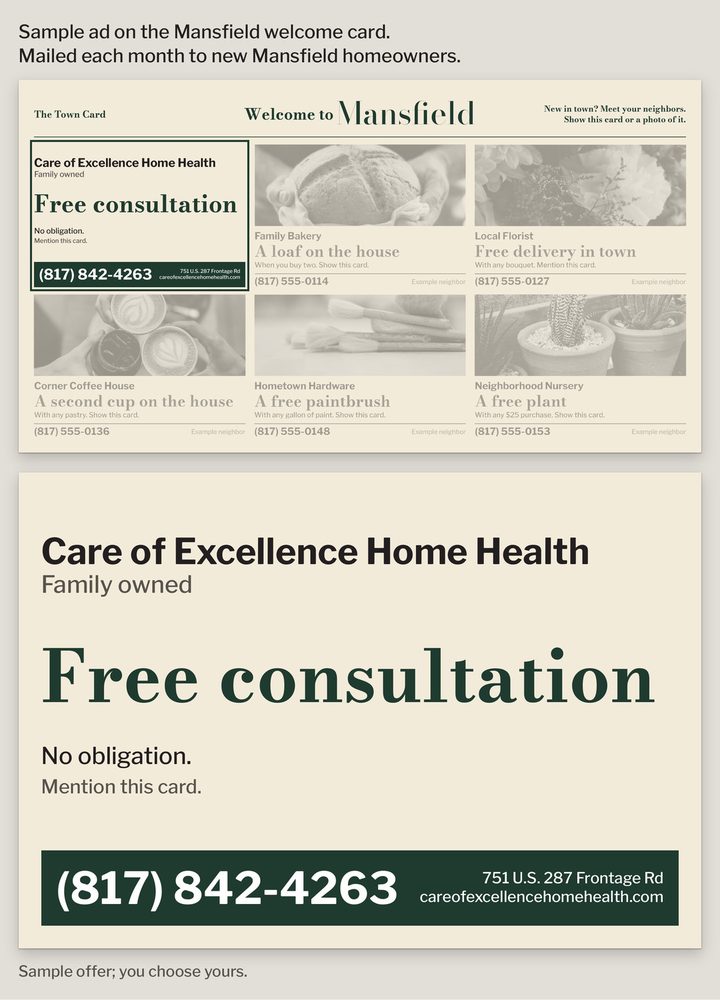 Sample ad on the Mansfield welcome card.
Mailed each month to new Mansfield homeowners.
The Town Card
Welcome to Mansfield
New in town? Meet your neighbors.
Show this card or a photo of it.
Care of Excellence Home Health
Family owned
Free consultation
No obligation.
Mention this card.
(817) 842-4263
751 U.S. 287 Frontage Rd
careofexcellencehomehealth.com
Family Bakery
A loaf on the house
When you buy two. Show this card.
(817) 555-0114
Example neighbor
Local Florist
Free delivery in town
With any bouquet. Mention this card.
(817) 555-0127
Example neighbor
Corner Coffee House
A second cup on the house
With any pastry. Show this card.
(817) 555-0136
Example neighbor
Hometown Hardware
A free paintbrush
With any gallon of paint. Show this card.
(817) 555-0148
Example neighbor
Neighborhood Nursery
A free plant
With any $25 purchase. Show this card.
(817) 555-0153
Example neighbor
Care of Excellence Home Health
Family owned
Free consultation
No obligation.
Mention this card.
(817) 842-4263
751 U.S. 287 Frontage Rd
careofexcellencehomehealth.com
Sample offer; you choose yours.